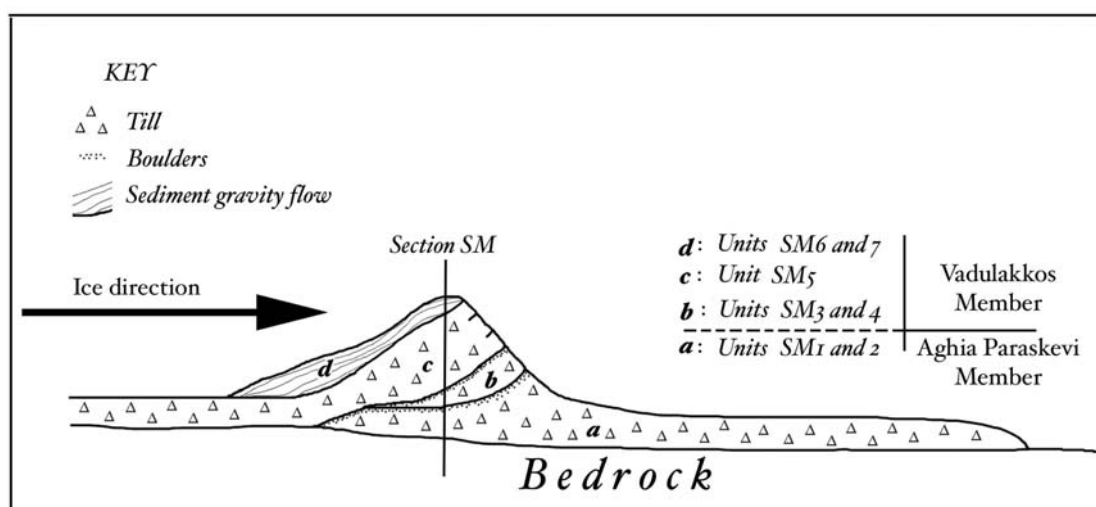 KEY
Till
Boulders
Sediment gravity flow
Section SM
Ice direction
d: Units SM6 and 7
c: Unit SM5
b: Units SM3 and 4
a: Units SM1 and 2
Vadulakkos
Member
Aghia Paraskevi
Member
d
c
b
a
Bedrock